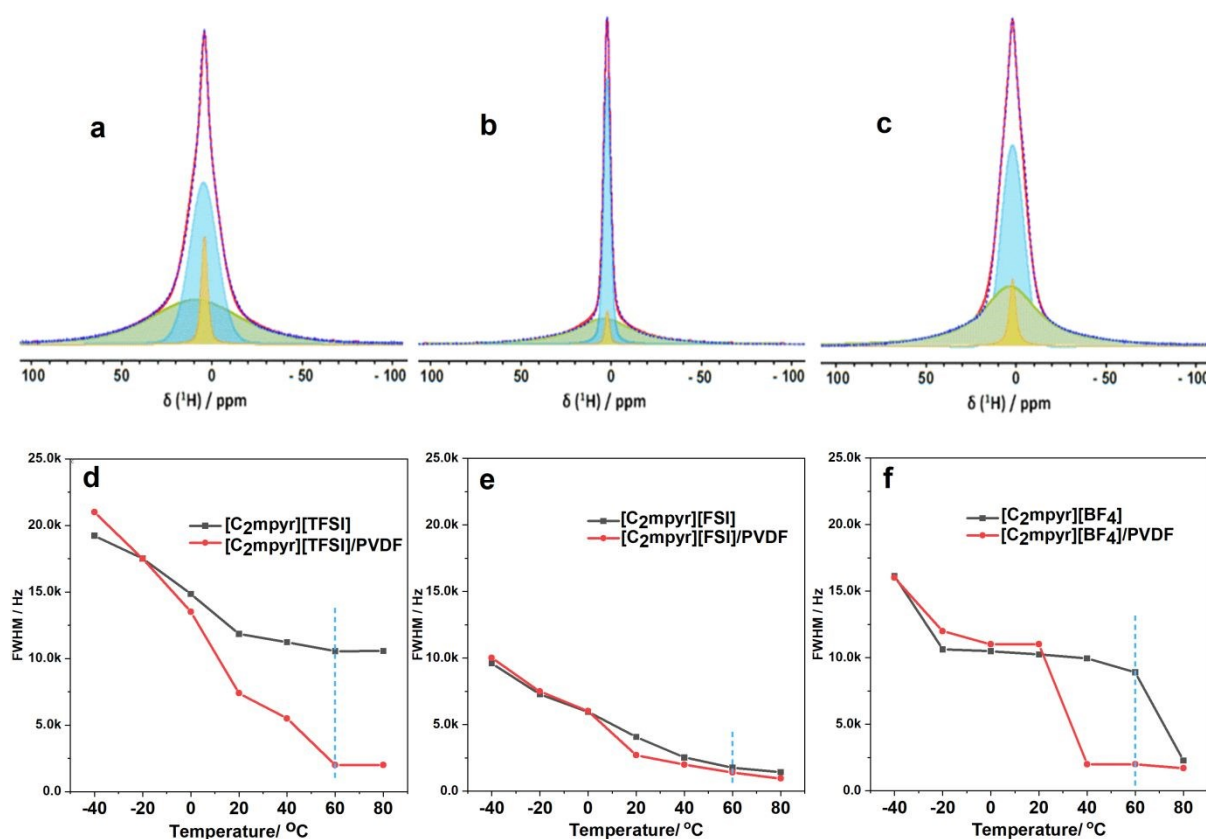 a
b
c
100 50 0 - 50 - 100
δ (¹H) / ppm
100 50 0 - 50 - 100
δ (¹H) / ppm
100 50 0 - 50 - 100
δ (¹H) / ppm
d
[C₂mpyr][TFSI]
[C₂mpyr][TFSI]/PVDF
25.0k
20.0k
15.0k
10.0k
5.0k
0.0
FWHM / Hz
-40 -20 0 20 40 60 80
Temperature/ ᴼC
e
[C₂mpyr][FSI]
[C₂mpyr][FSI]/PVDF
25.0k
20.0k
15.0k
10.0k
5.0k
0.0
FWHM / Hz
-40 -20 0 20 40 60 80
Temperature/ °C
f
[C₂mpyr][BF₄]
[C₂mpyr][BF₄]/PVDF
25.0k
20.0k
15.0k
10.0k
5.0k
0.0
FWHM / Hz
-40 -20 0 20 40 60 80
Temperature/ °C